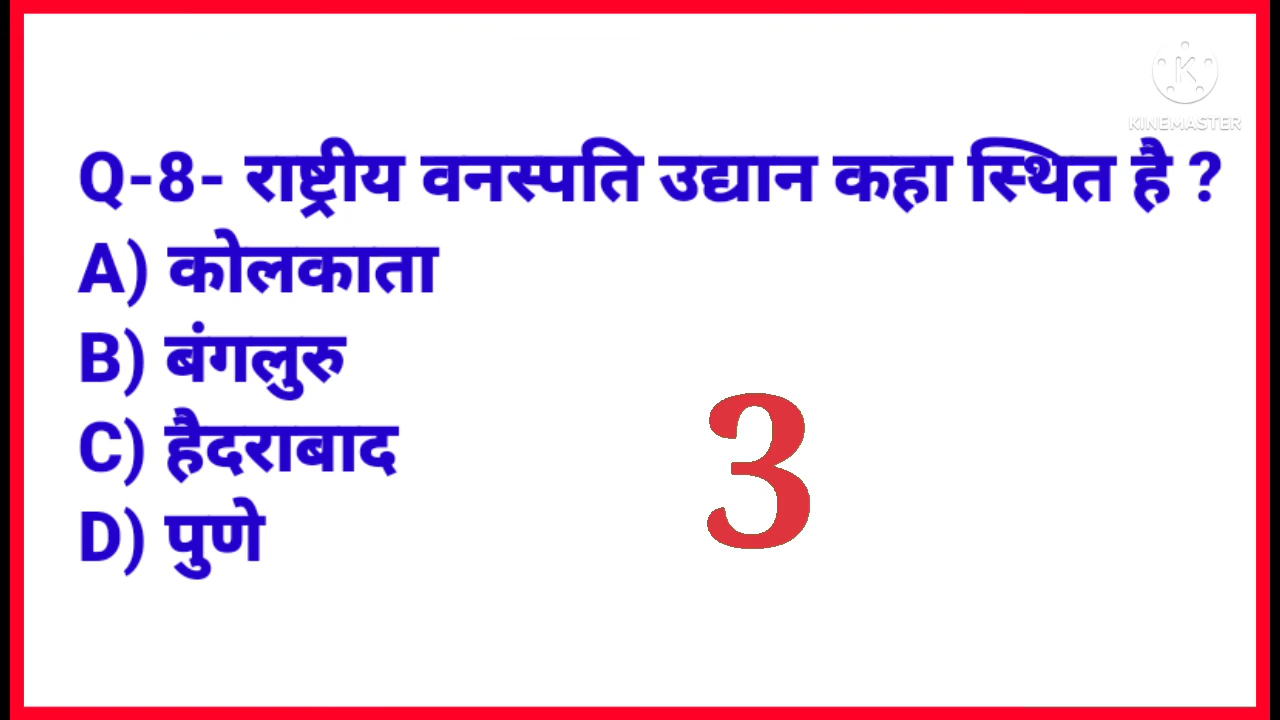 KINEMASTER
Q-8- राष्ट्रीय वनस्पति उद्यान कहा स्थित है ?
A) कोलकाता
B) बंगलुरु
C) हैदराबाद
D) पुणे
3